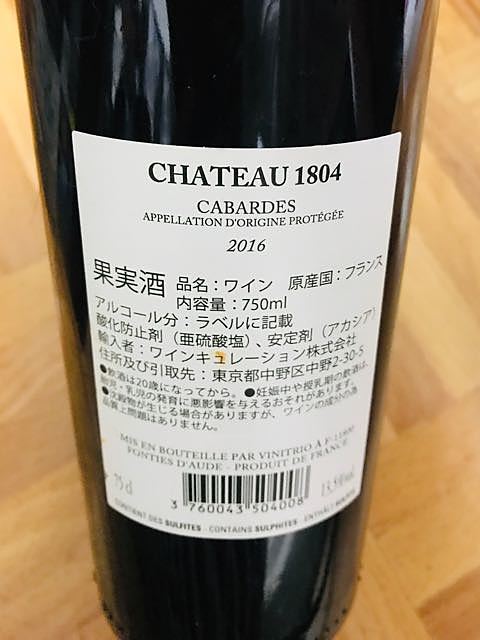 CHATEAU 1804
CABARDES
APPELLATION D'ORIGINE PROTÉGÉE
2016
果実酒 品名：ワイン 原産国：フランス
内容量：750ml
アルコール分：ラベルに記載
酸化防止剤（亜硫酸塩）、安定剤（アカシア）
輸入者：ワインキュレーション株式会社
住所及び引取先：東京都中野区中野2-30-5
●飲酒は20歳になってから。●妊娠中や授乳期の飲酒は、
胎児・乳児の発育に悪影響を与えるおそれがあります。
●沈殿物が生じる場合がありますが、ワインの成分の為
品質上問題はありません。
MIS EN BOUTEILLE PAR VINITRIO À F-11800
FONTIES D'AUDE - PRODUIT DE FRANCE
75 cl
13,5%vol
3 760043 504008
CONTIENT DES SULFITES - CONTAINS SULPHITES - ENTHÄLT